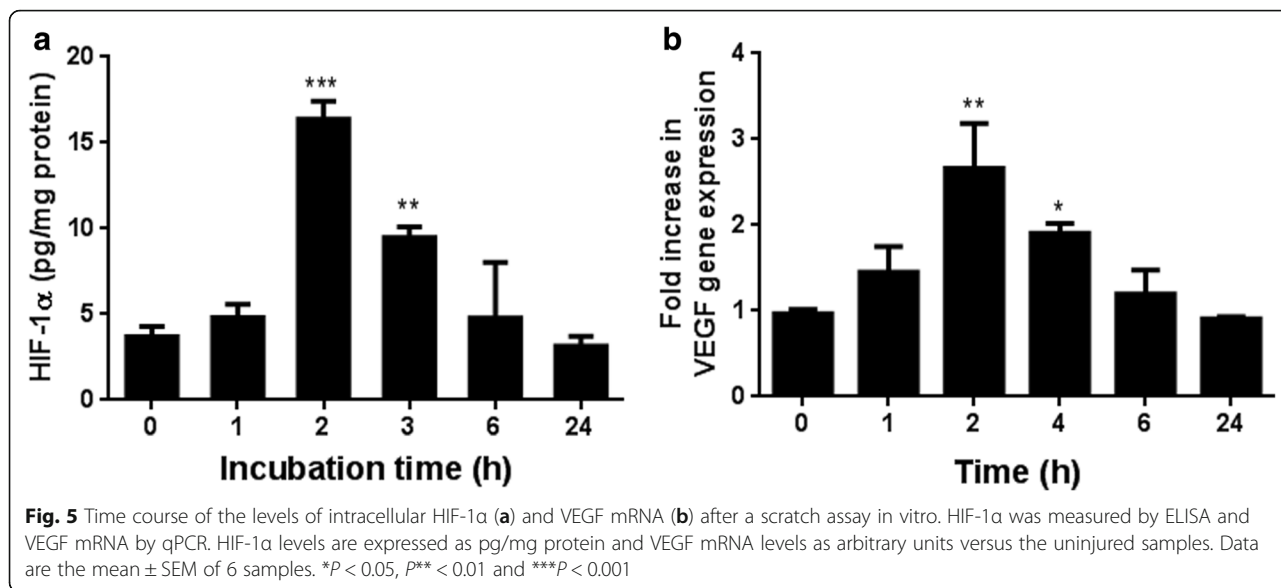 a
HIF-1α (pg/mg protein)
20
15
10
5
0
***
**
0 1 2 3 6 24
Incubation time (h)
b
Fold increase in
VEGF gene expression
4
3
2
1
0
**
*
0 1 2 4 6 24
Time (h)
Fig. 5 Time course of the levels of intracellular HIF-1α (a) and VEGF mRNA (b) after a scratch assay in vitro. HIF-1α was measured by ELISA and
VEGF mRNA by qPCR. HIF-1α levels are expressed as pg/mg protein and VEGF mRNA levels as arbitrary units versus the uninjured samples. Data
are the mean ± SEM of 6 samples. *P < 0.05, P** < 0.01 and ***P < 0.001